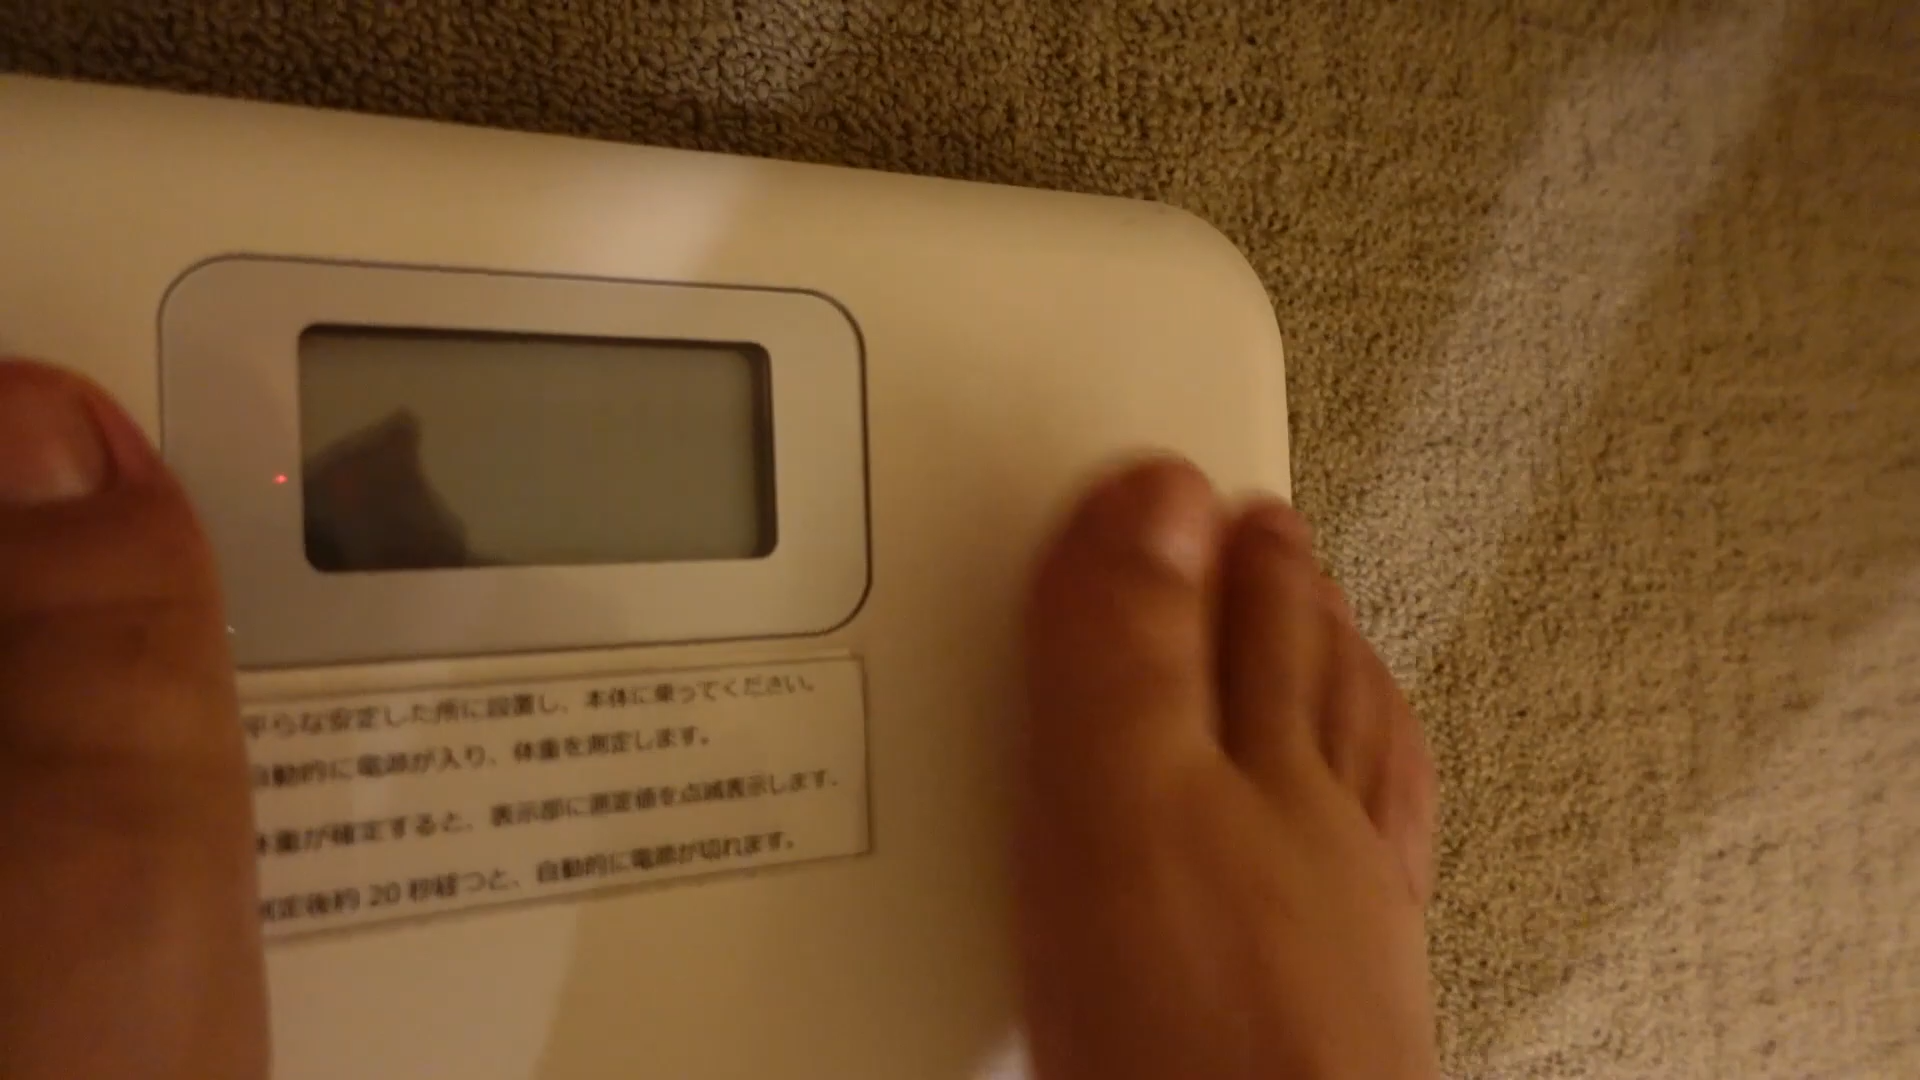 平らな安定した所に設置し、本体に乗ってください。
自動的に電源が入り、体重を測定します。
体重が確定すると、表示部に測定値を点滅表示します。
測定後約 20 秒経つと、自動的に電源が切れます。